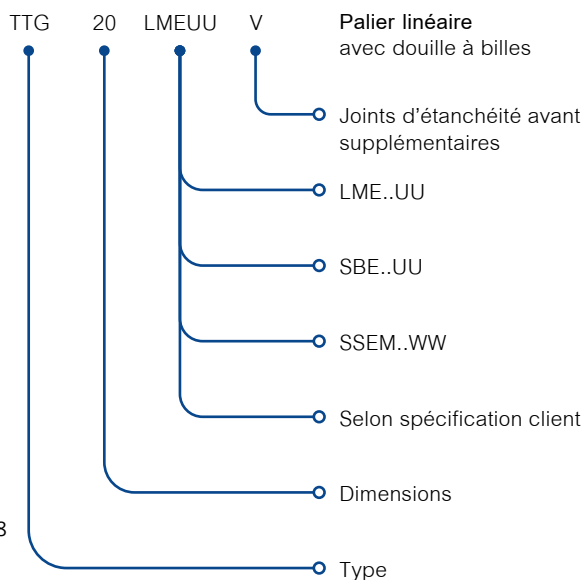 TTG 20 LMEUU V
Palier linéaire
avec douille à billes
Joints d’étanchéité avant
supplémentaires
LME..UU
SBE..UU
SSEM..WW
Selon spécification client
Dimensions
8
Type